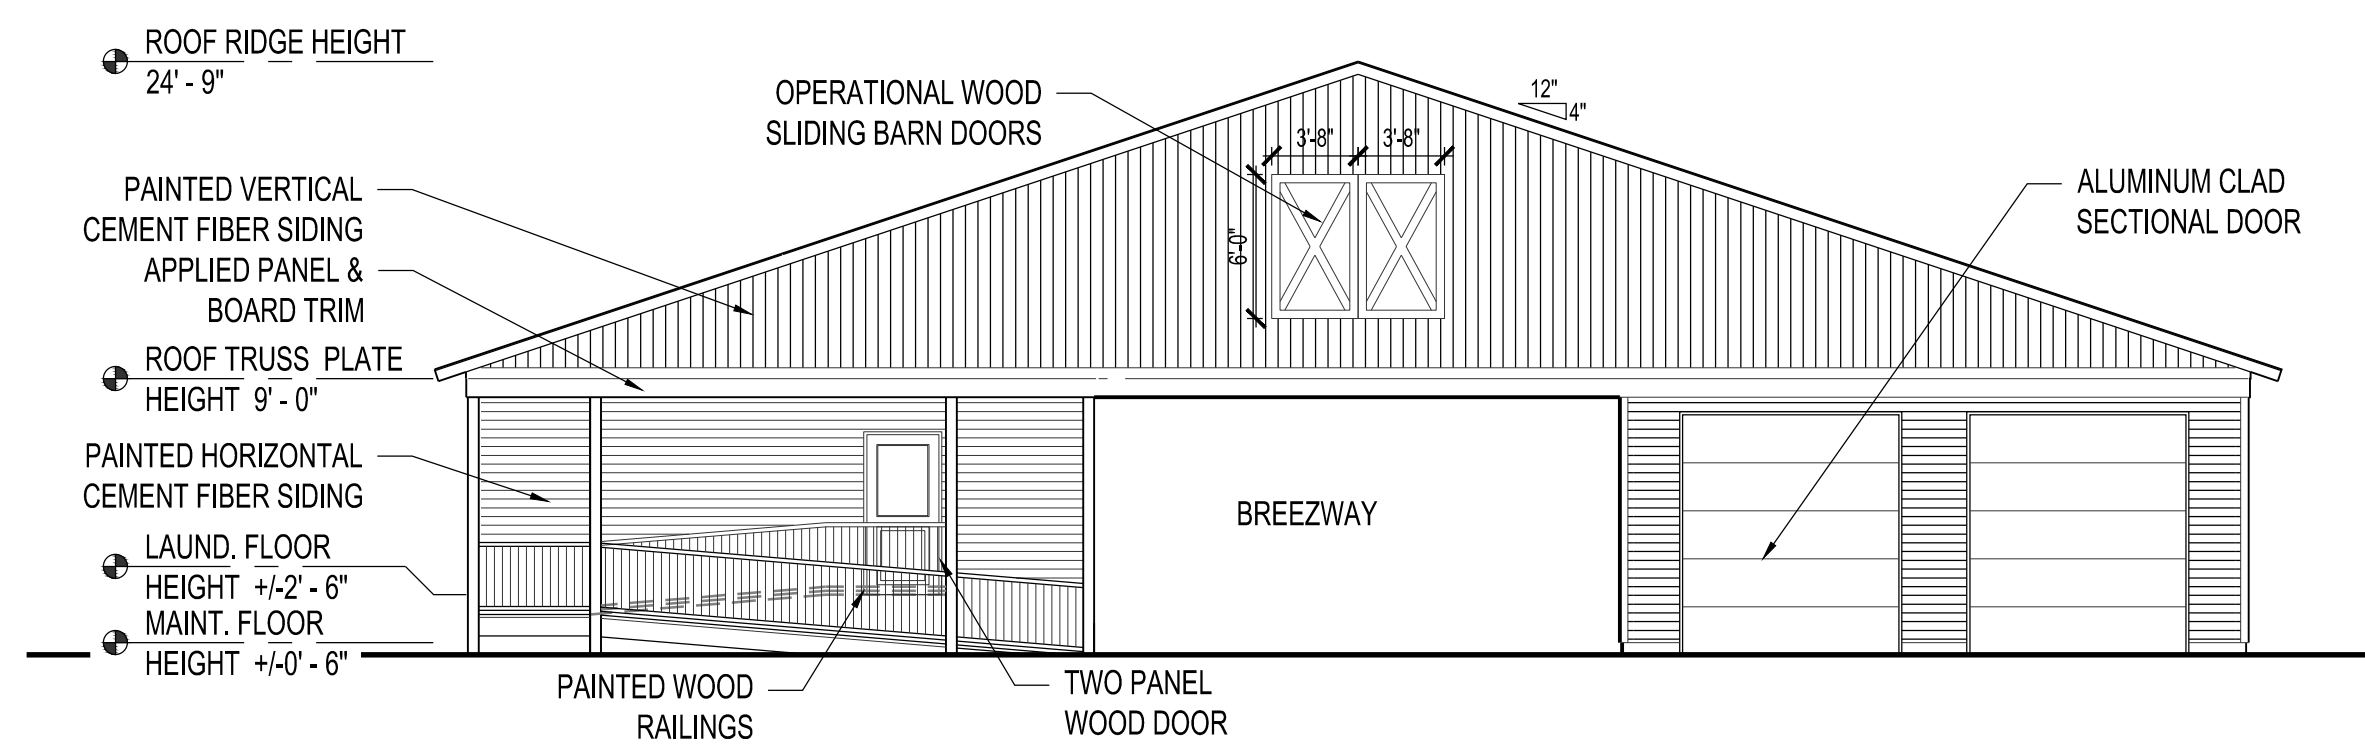 ROOF RIDGE HEIGHT
24' - 9"
OPERATIONAL WOOD
SLIDING BARN DOORS
12"
4"
3'-8"
3'-8"
6'-0"
PAINTED VERTICAL
CEMENT FIBER SIDING
APPLIED PANEL &
BOARD TRIM
ALUMINUM CLAD
SECTIONAL DOOR
ROOF TRUSS PLATE
HEIGHT 9' - 0"
PAINTED HORIZONTAL
CEMENT FIBER SIDING
BREEZWAY
LAUND. FLOOR
HEIGHT +/-2' - 6"
MAINT. FLOOR
HEIGHT +/-0' - 6"
PAINTED WOOD
RAILINGS
TWO PANEL
WOOD DOOR